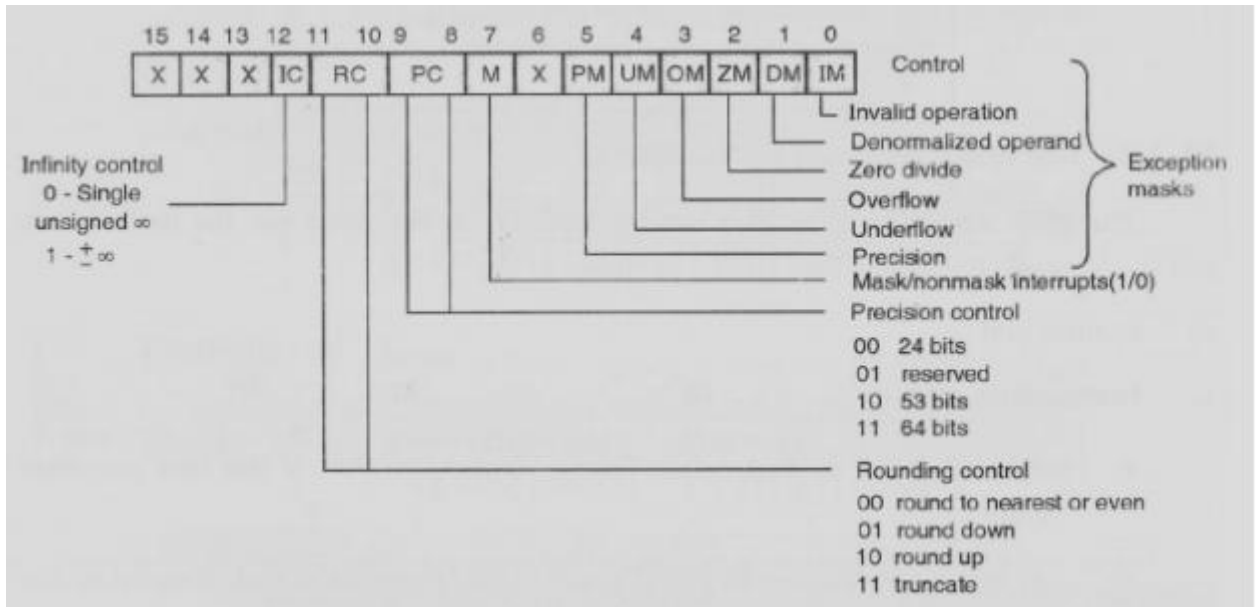 15 14 13 12 11 10 9 8 7 6 5 4 3 2 1 0
X X X IC RC PC M X PM UM OM ZM DM IM
Control
Invalid operation
Denormalized operand
Zero divide
Overflow
Underflow
Precision
Exception
masks
Mask/nonmask interrupts(1/0)
Infinity control
0 - Single
unsigned ∞
1 - ± ∞
Precision control
00 24 bits
01 reserved
10 53 bits
11 64 bits
Rounding control
00 round to nearest or even
01 round down
10 round up
11 truncate